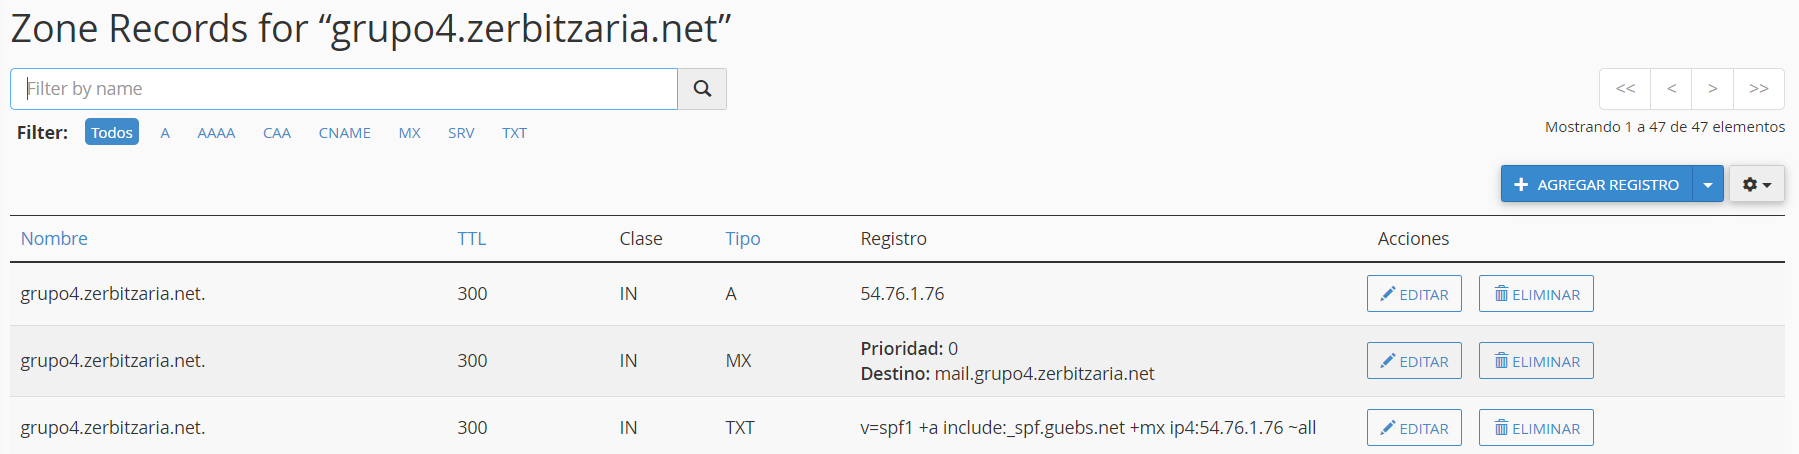 Zone Records for “grupo4.zerbitzaria.net”
Filter by name
<< < > >>
Filter: Todos A AAAA CAA CNAME MX SRV TXT
Mostrando 1 a 47 de 47 elementos
AGREGAR REGISTRO
Nombre TTL Clase Tipo Registro Acciones
grupo4.zerbitzaria.net. 300 IN A 54.76.1.76 EDITAR ELIMINAR
grupo4.zerbitzaria.net. 300 IN MX Prioridad: 0
Destino: mail.grupo4.zerbitzaria.net EDITAR ELIMINAR
grupo4.zerbitzaria.net. 300 IN TXT v=spf1 +a include:_spf.guebs.net +mx ip4:54.76.1.76 ~all EDITAR ELIMINAR